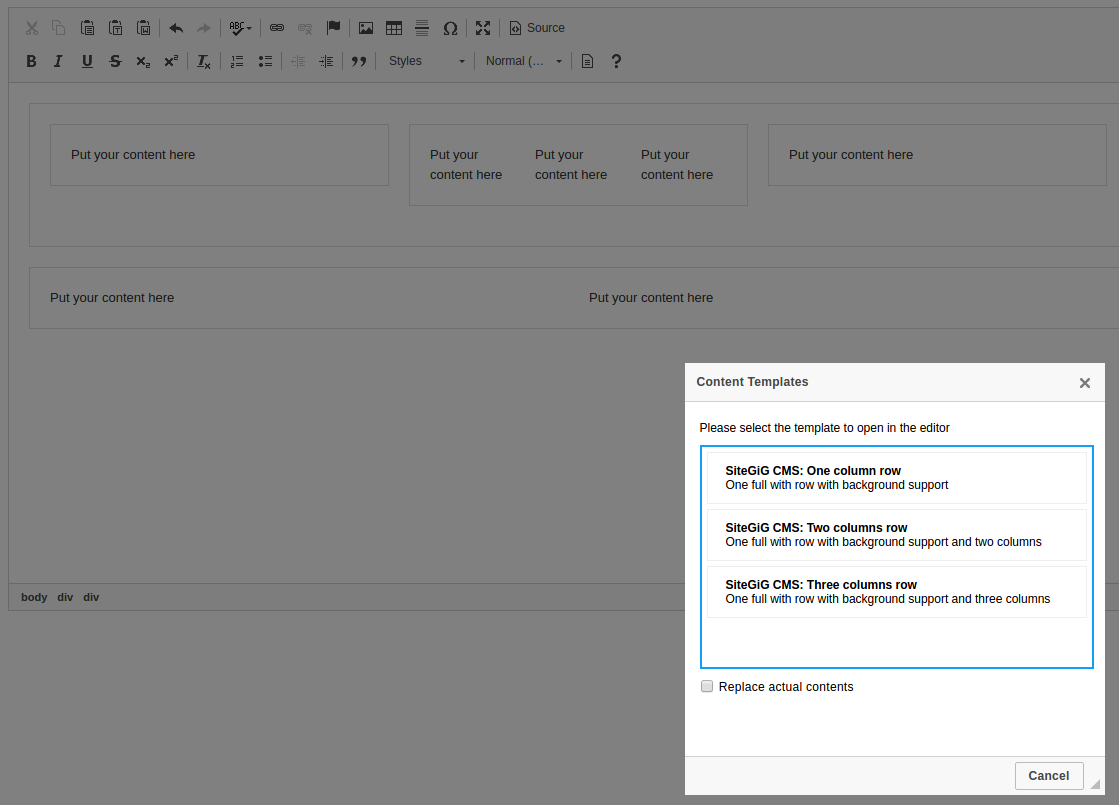 ABC
Source
B I U S x₂ x² Tx
Styles Normal (... ?
Put your content here
Put your
content here
Put your
content here
Put your
content here
Put your content here
Put your content here
Put your content here
Content Templates
Please select the template to open in the editor
SiteGiG CMS: One column row
One full with row with background support
SiteGiG CMS: Two columns row
One full with row with background support and two columns
SiteGiG CMS: Three columns row
One full with row with background support and three columns
body div div
Replace actual contents
Cancel